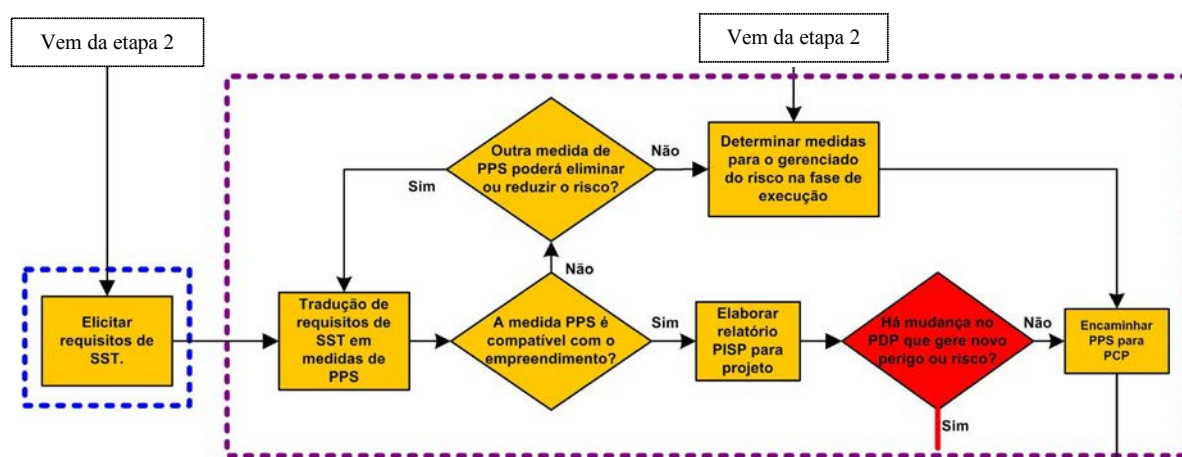 Vem da etapa 2
Vem da etapa 2
Outra medida de
PPS poderá eliminar
ou reduzir o risco?
Não
Sim
Determinar medidas
para o gerenciado
do risco na fase de
execução
Não
Elicitar
requisitos de
SST.
Tradução de
requisitos de
SST em
medidas de
PPS
A medida PPS é
compatível com o
empreendimento?
Sim
Elaborar
relatório
PISP para
projeto
Há mudança no
PDP que gere novo
perigo ou risco?
Não
Sim
Encaminhar
PPS para
PCP